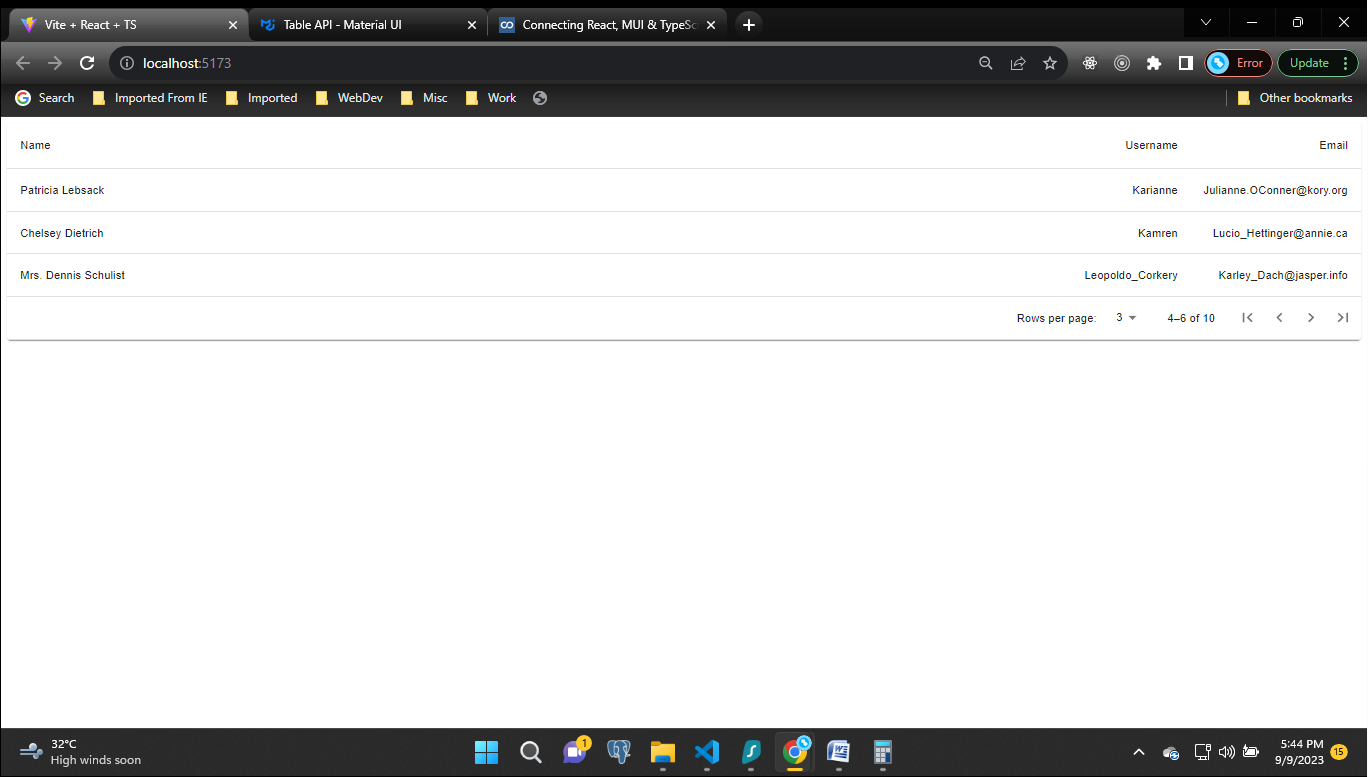 Vite + React + TS
Table API - Material UI
Connecting React, MUI & TypeSc
localhost:5173
Error
Update
Search
Imported From IE
Imported
WebDev
Misc
Work
Other bookmarks
Name Username Email
Patricia Lebsack Karianne Julianne.OConner@kory.org
Chelsey Dietrich Kamren Lucio_Hettinger@annie.ca
Mrs. Dennis Schulist Leopoldo_Corkery Karley_Dach@jasper.info
Rows per page: 3 4–6 of 10
32°C
High winds soon
1
5:44 PM
9/9/2023
15